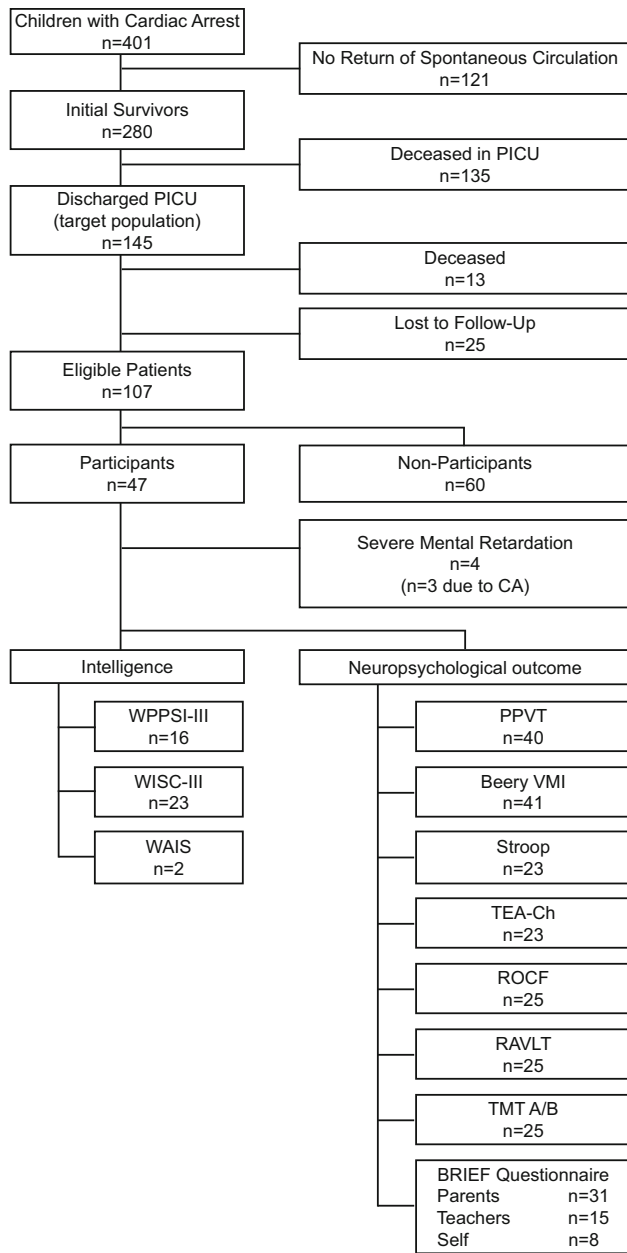 Children with Cardiac Arrest
n=401
No Return of Spontaneous Circulation
n=121
Initial Survivors
n=280
Deceased in PICU
n=135
Discharged PICU
(target population)
n=145
Deceased
n=13
Lost to Follow-Up
n=25
Eligible Patients
n=107
Participants
n=47
Non-Participants
n=60
Severe Mental Retardation
n=4
(n=3 due to CA)
Intelligence
WPPSI-III
n=16
WISC-III
n=23
WAIS
n=2
Neuropsychological outcome
PPVT
n=40
Beery VMI
n=41
Stroop
n=23
TEA-Ch
n=23
ROCF
n=25
RAVLT
n=25
TMT A/B
n=25
BRIEF Questionnaire
Parents n=31
Teachers n=15
Self n=8